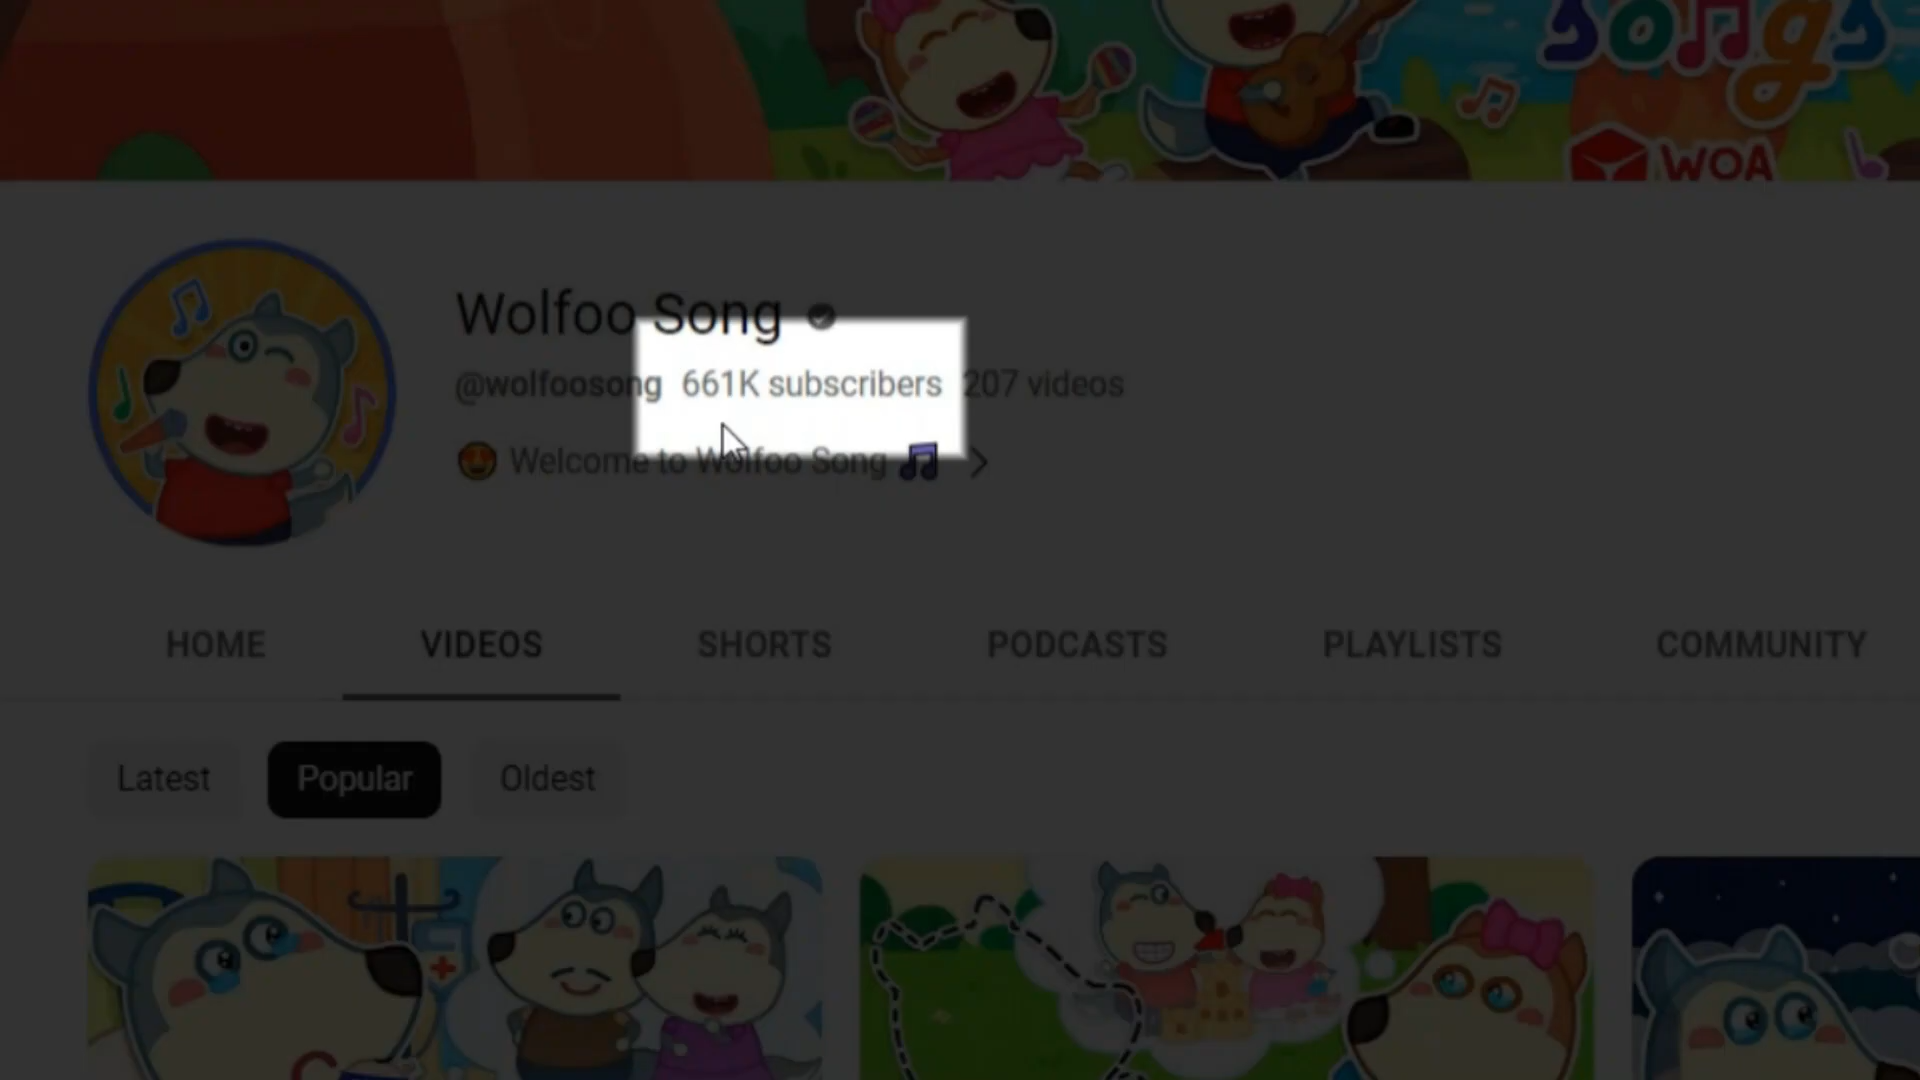 songs
WOA
Wolfoo Song
@wolfoosong 661K subscribers 207 videos
😍 Welcome to Wolfoo Song 🎵 >
HOME VIDEOS SHORTS PODCASTS PLAYLISTS COMMUNITY
Latest Popular Oldest